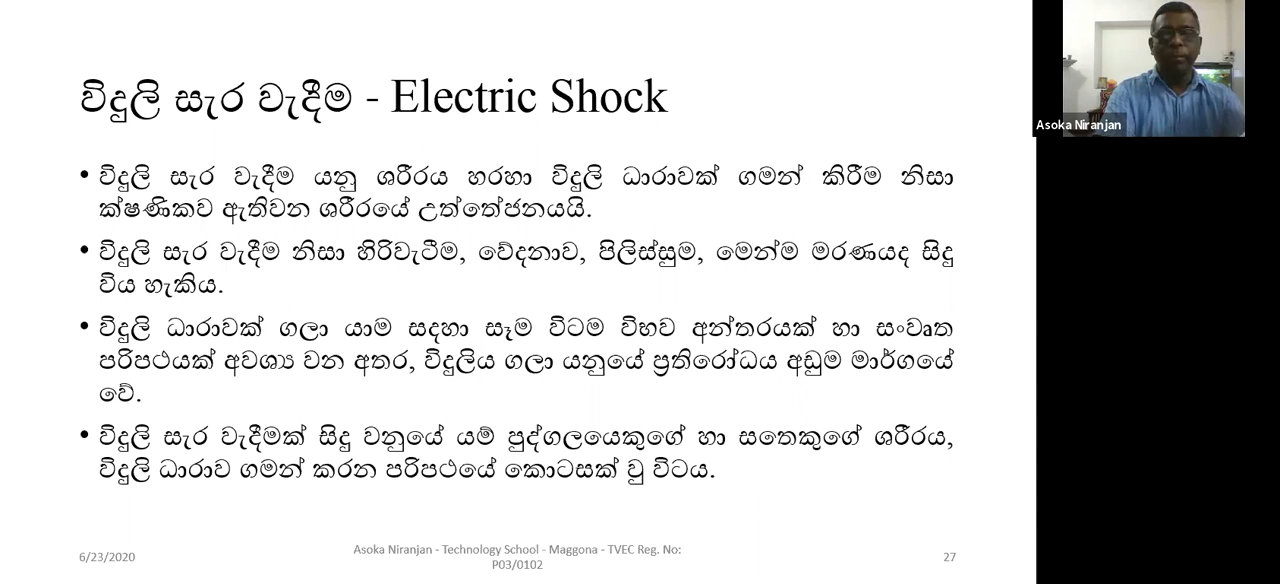 විදුලි සැර වැදීම - Electric Shock
• විදුලි සැර වැදීම යනු ශරීරය හරහා විදුලි ධාරාවක් ගමන් කිරීම නිසා
ක්ෂණිකව ඇතිවන ශරීරයේ උත්තේජනයයි.
• විදුලි සැර වැදීම නිසා හිරිවැටීම, වේදනාව, පිලිස්සුම, මෙන්ම මරණයද සිදු
විය හැකිය.
• විදුලි ධාරාවක් ගලා යාම සදහා සෑම විටම විභව අන්තරයක් හා සංවෘත
පරිපථයක් අවශ්‍ය වන අතර, විදුලිය ගලා යනුයේ ප්‍රතිරෝධය අඩුම මාර්ගයේ
වේ.
• විදුලි සැර වැදීමක් සිදු වනුයේ යම් පුද්ගලයෙකුගේ හා සතෙකුගේ ශරීරය,
විදුලි ධාරාව ගමන් කරන පරිපථයේ කොටසක් වු විටය.
6/23/2020
Asoka Niranjan - Technology School - Maggona - TVEC Reg. No:
P03/0102
27
Asoka Niranjan